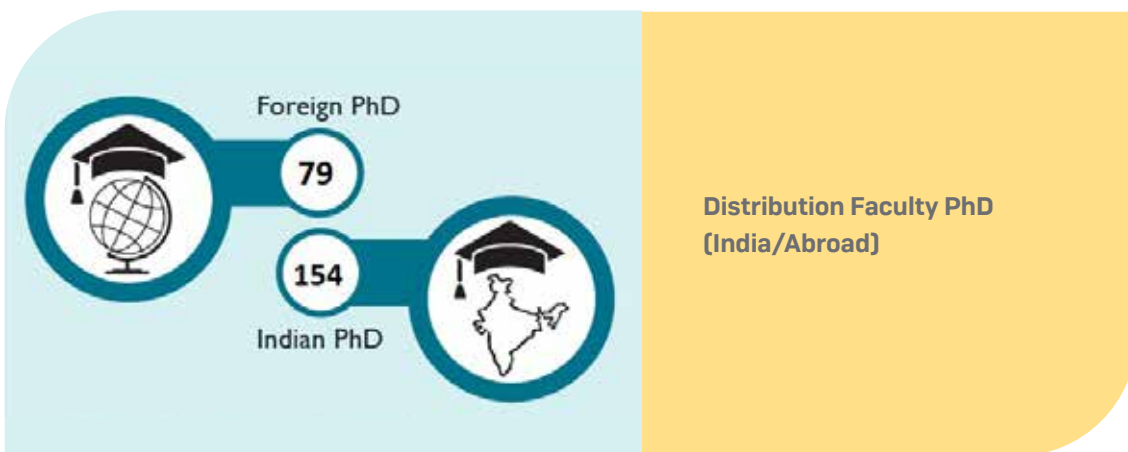 Foreign PhD
79
154
Indian PhD
Distribution Faculty PhD
(India/Abroad)